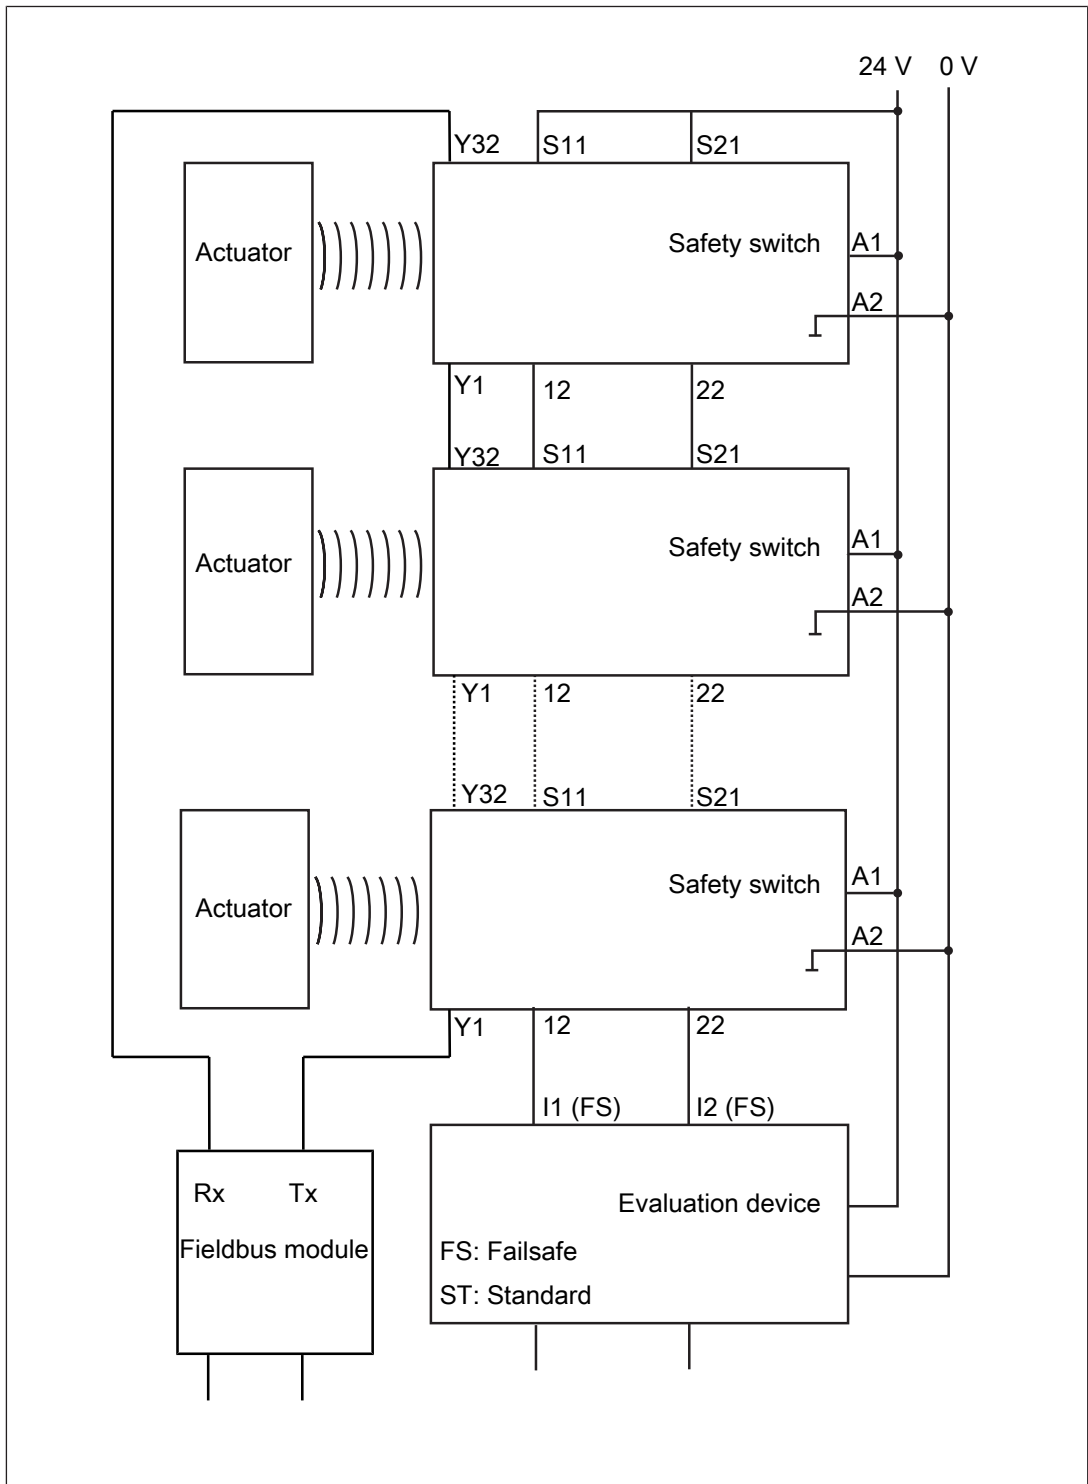 24 V 0 V
Y32 S11 S21
Actuator
Safety switch
A1
A2
Y1 12 22
Y32 S11 S21
Actuator
Safety switch
A1
A2
Y1 12 22
Y32 S11 S21
Actuator
Safety switch
A1
A2
Y1 12 22
I1 (FS) I2 (FS)
Rx Tx
Fieldbus module
Evaluation device
FS: Failsafe
ST: Standard